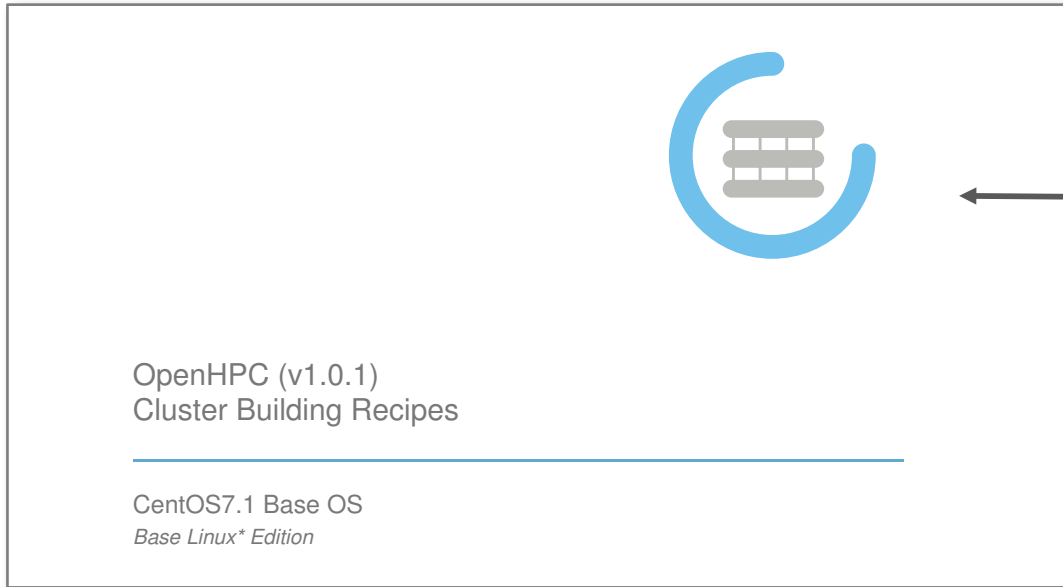 OpenHPC (v1.0.1)
Cluster Building Recipes
CentOS7.1 Base OS
Base Linux* Edition